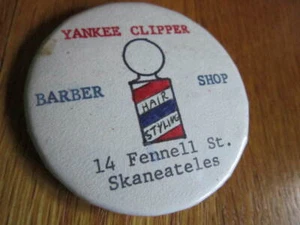 YANKEE CLIPPER
BARBER SHOP
HAIR
STYLING
14 Fennell St.
Skaneateles